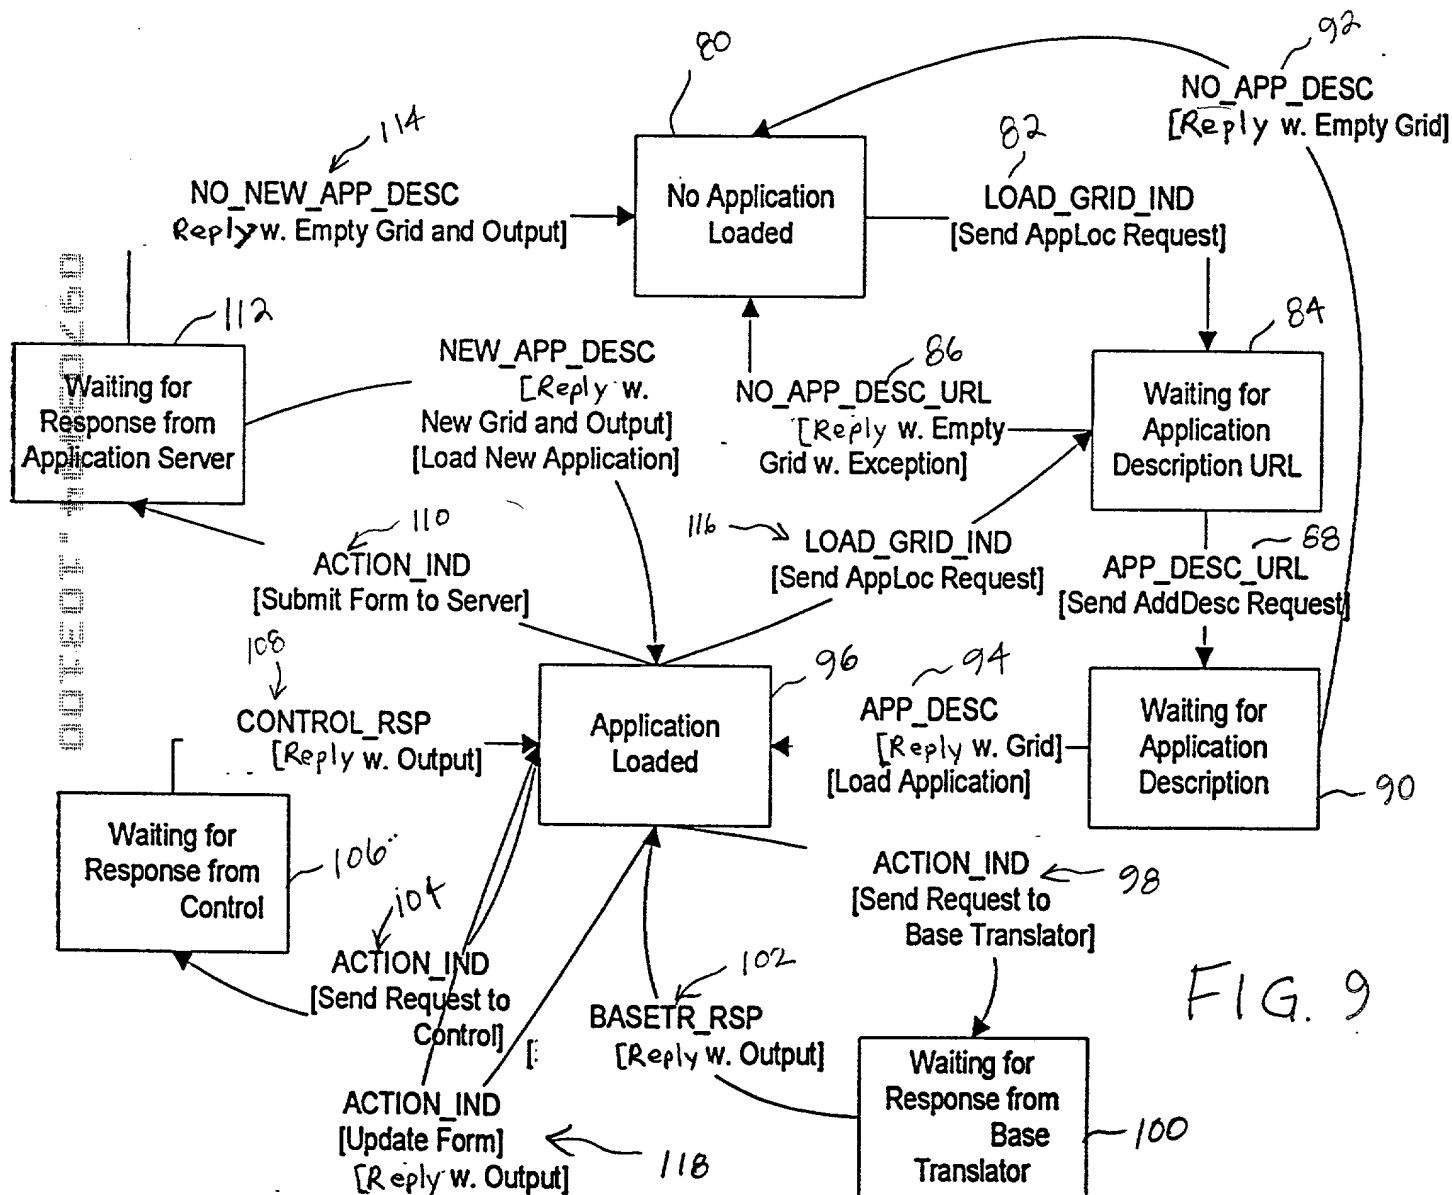 92
80
NO_APP_DESC
[Reply w. Empty Grid]
114
82
NO_NEW_APP_DESC
Reply w. Empty Grid and Output]
No Application
Loaded
LOAD_GRID_IND
[Send AppLoc Request]
112
84
Waiting for
Response from
Application Server
NEW_APP_DESC
[Reply w.
New Grid and Output]
[Load New Application]
86
NO_APP_DESC_URL
[Reply w. Empty
Grid w. Exception]
Waiting for
Application
Description URL
110
ACTION_IND
[Submit Form to Server]
116
LOAD_GRID_IND
[Send AppLoc Request]
88
APP_DESC_URL
[Send AddDesc Request]
108
CONTROL_RSP
[Reply w. Output]
96
Application
Loaded
94
APP_DESC
[Reply w. Grid]
[Load Application]
Waiting for
Application
Description
90
Waiting for
Response from
Control
106
104
ACTION_IND
[Send Request to
Control]
[
ACTION_IND
[Send Request to
Base Translator]
98
102
BASETR_RSP
[Reply w. Output]
FIG. 9
ACTION_IND
[Update Form]
[Reply w. Output]
118
Waiting for
Response from
Base
Translator
100